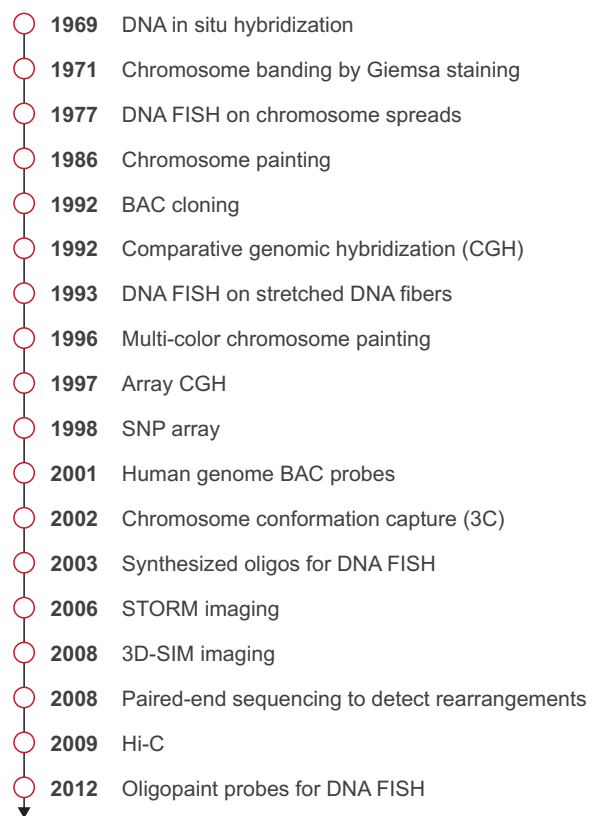 1969 DNA in situ hybridization
1971 Chromosome banding by Giemsa staining
1977 DNA FISH on chromosome spreads
1986 Chromosome painting
1992 BAC cloning
1992 Comparative genomic hybridization (CGH)
1993 DNA FISH on stretched DNA fibers
1996 Multi-color chromosome painting
1997 Array CGH
1998 SNP array
2001 Human genome BAC probes
2002 Chromosome conformation capture (3C)
2003 Synthesized oligos for DNA FISH
2006 STORM imaging
2008 3D-SIM imaging
2008 Paired-end sequencing to detect rearrangements
2009 Hi-C
2012 Oligopaint probes for DNA FISH